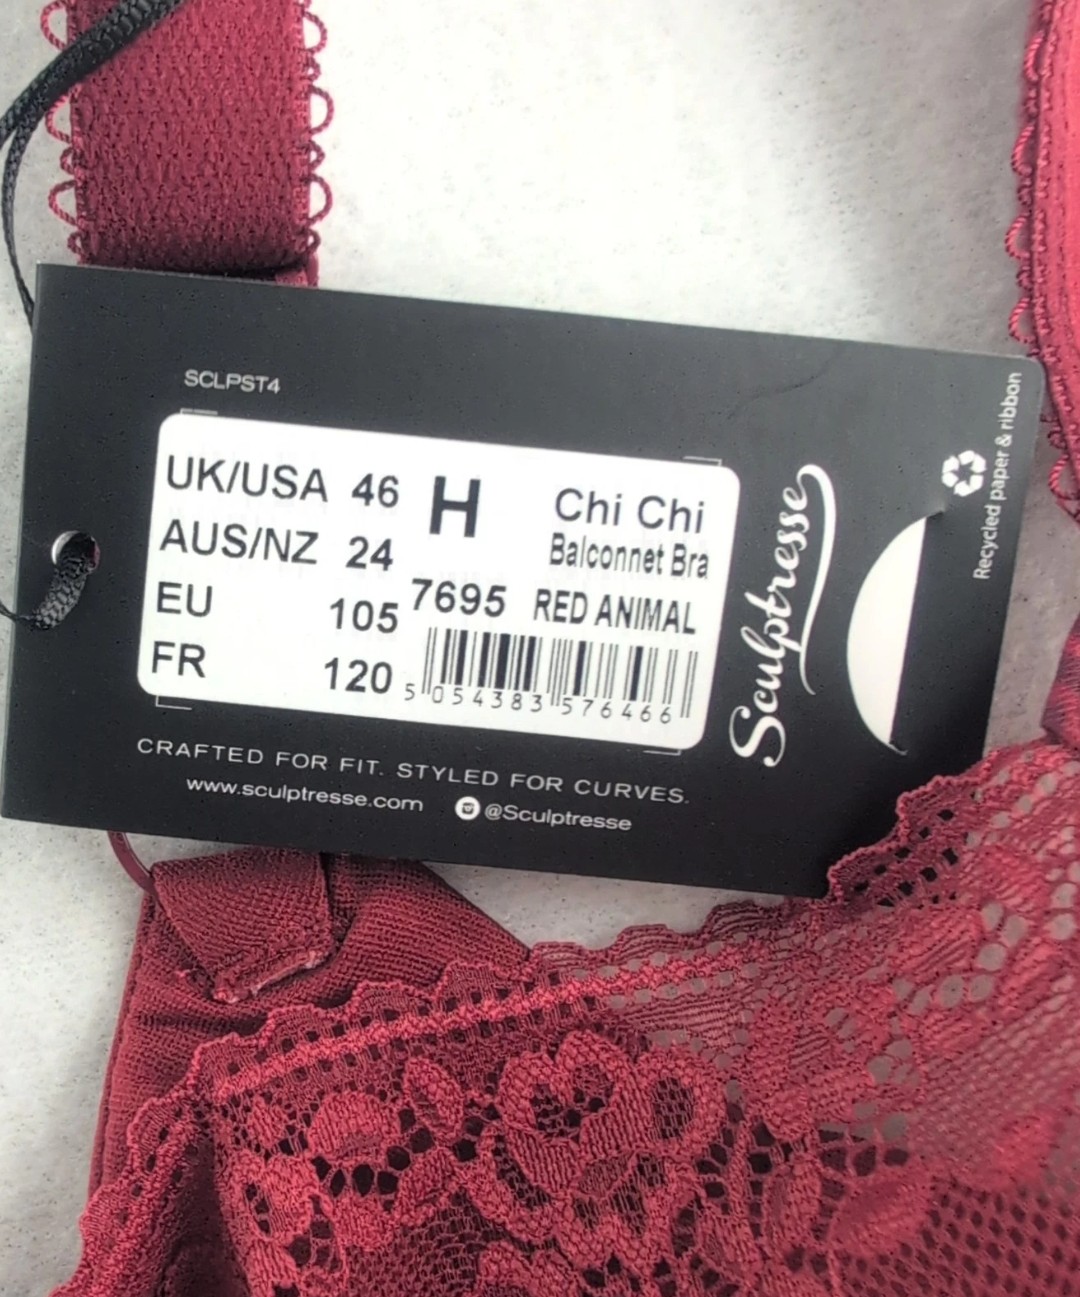 SCLPST4
UK/USA 46 H Chi Chi
AUS/NZ 24 Balconnet Bra
EU 105 7695 RED ANIMAL
FR 120
5 054383 576466
CRAFTED FOR FIT. STYLED FOR CURVES.
www.sculptresse.com @Sculptresse
Sculptresse
Recycled paper & ribbon